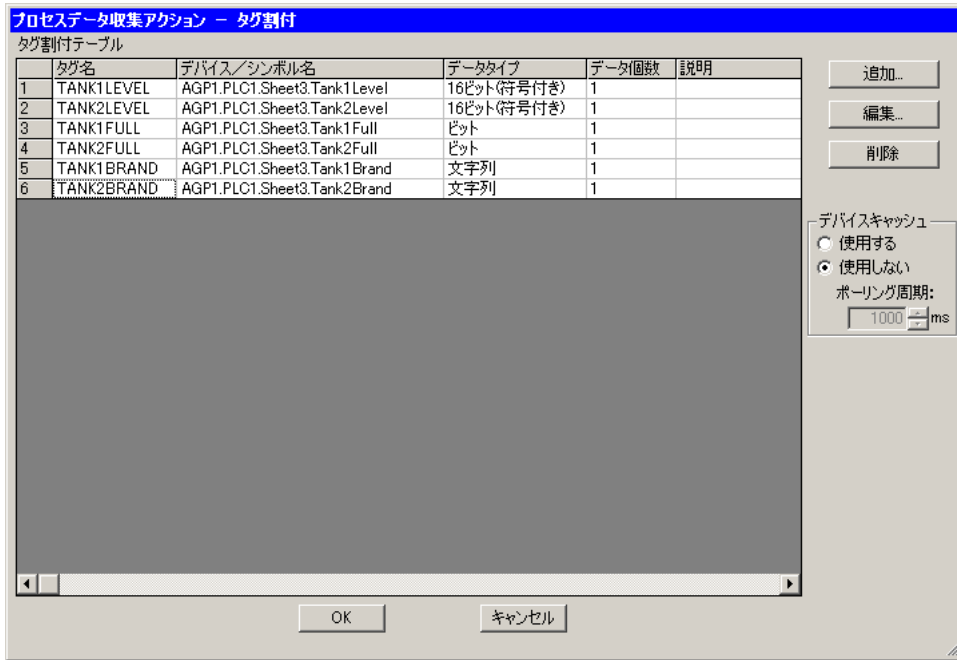 プロセスデータ収集アクション － タグ割付
タグ割付テーブル
タグ名 デバイス／シンボル名 データタイプ データ個数 説明
1 TANK1LEVEL AGP1.PLC1.Sheet3.Tank1Level 16ビット(符号付き) 1
2 TANK2LEVEL AGP1.PLC1.Sheet3.Tank2Level 16ビット(符号付き) 1
3 TANK1FULL AGP1.PLC1.Sheet3.Tank1Full ビット 1
4 TANK2FULL AGP1.PLC1.Sheet3.Tank2Full ビット 1
5 TANK1BRAND AGP1.PLC1.Sheet3.Tank1Brand 文字列 1
6 TANK2BRAND AGP1.PLC1.Sheet3.Tank2Brand 文字列 1
追加...
編集...
削除
デバイスキャッシュ
使用する
使用しない
ポーリング周期:
1000 ms
OK キャンセル